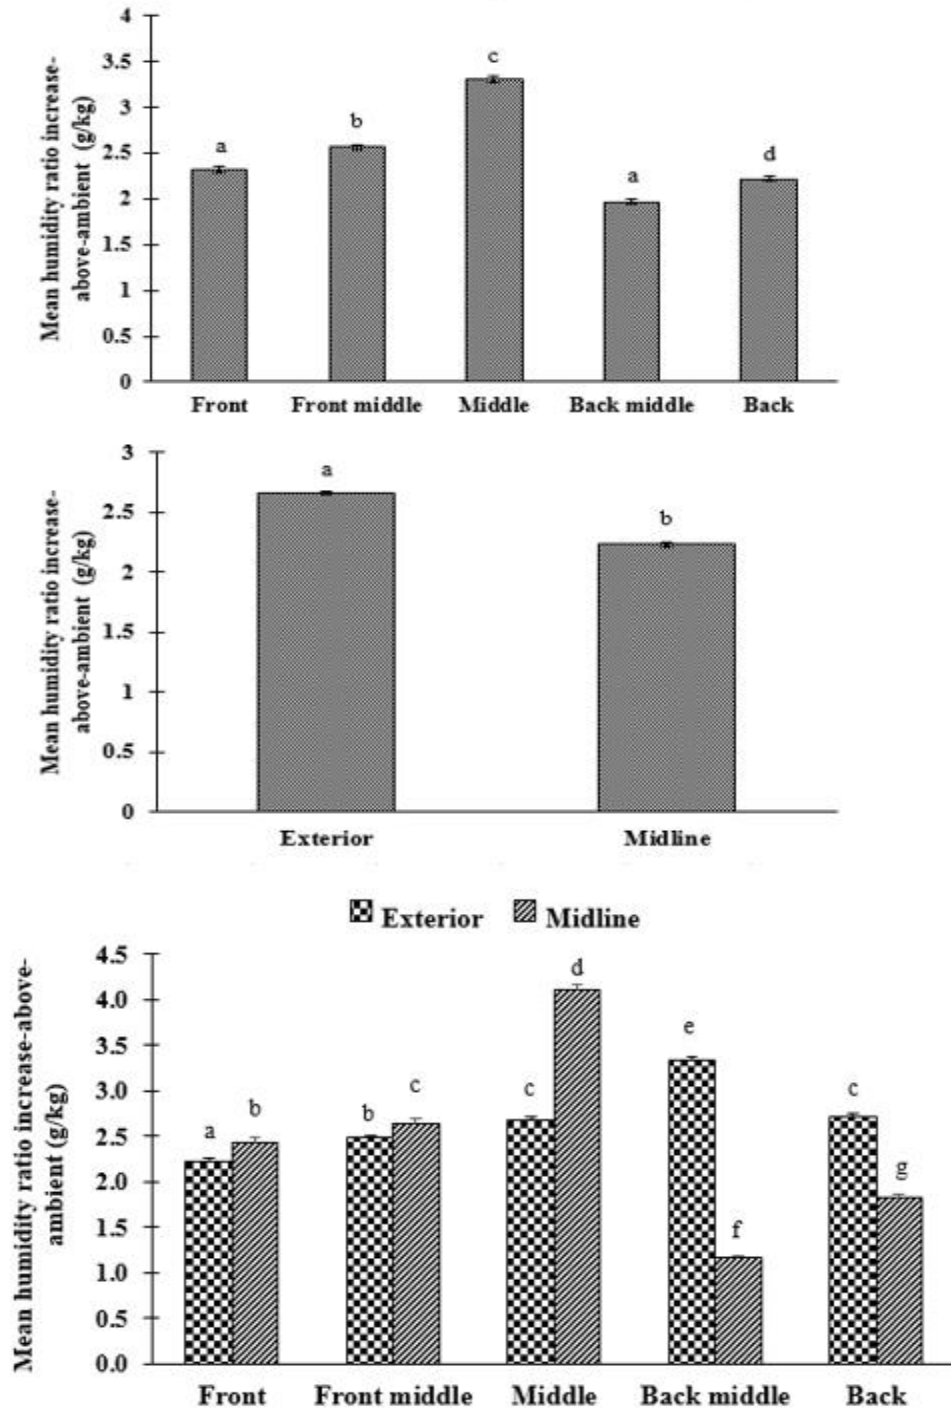 Mean humidity ratio increase-
above-ambient (g/kg)
4
3.5
3
2.5
2
1.5
1
0.5
0
a
b
c
a
d
Front
Front middle
Middle
Back middle
Back
Mean humidity ratio increase-
above-ambient (g/kg)
3
2.5
2
1.5
1
0.5
0
a
b
Exterior
Midline
Exterior
Midline
Mean humidity ratio increase-above-
ambient (g/kg)
4.5
4.0
3.5
3.0
2.5
2.0
1.5
1.0
0.5
0.0
a
b
b
c
c
d
e
f
c
g
Front
Front middle
Middle
Back middle
Back